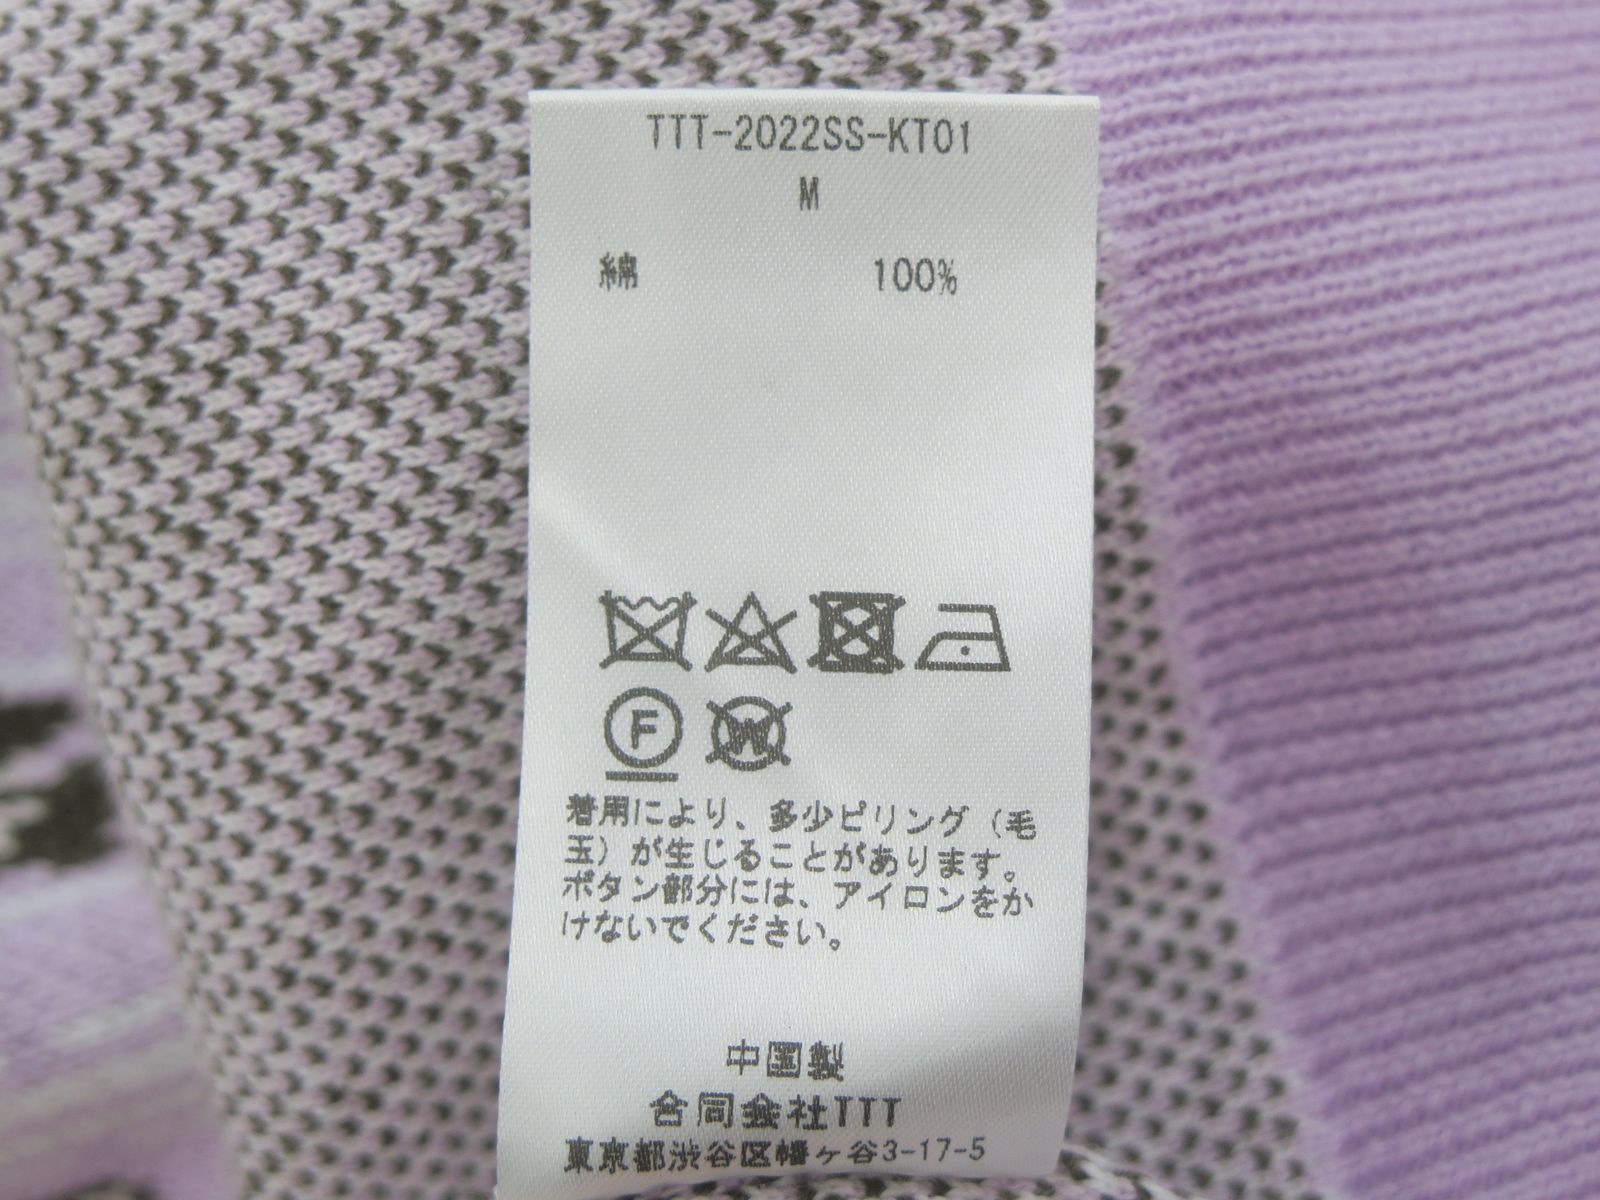 TTT-2022SS-KT01
M
綿 100%
F
W
着用により、多少ピリング（毛
玉）が生じることがあります。
ボタン部分には、アイロンをか
けないでください。
中国製
合同会社TTT
東京都渋谷区幡ヶ谷3-17-5